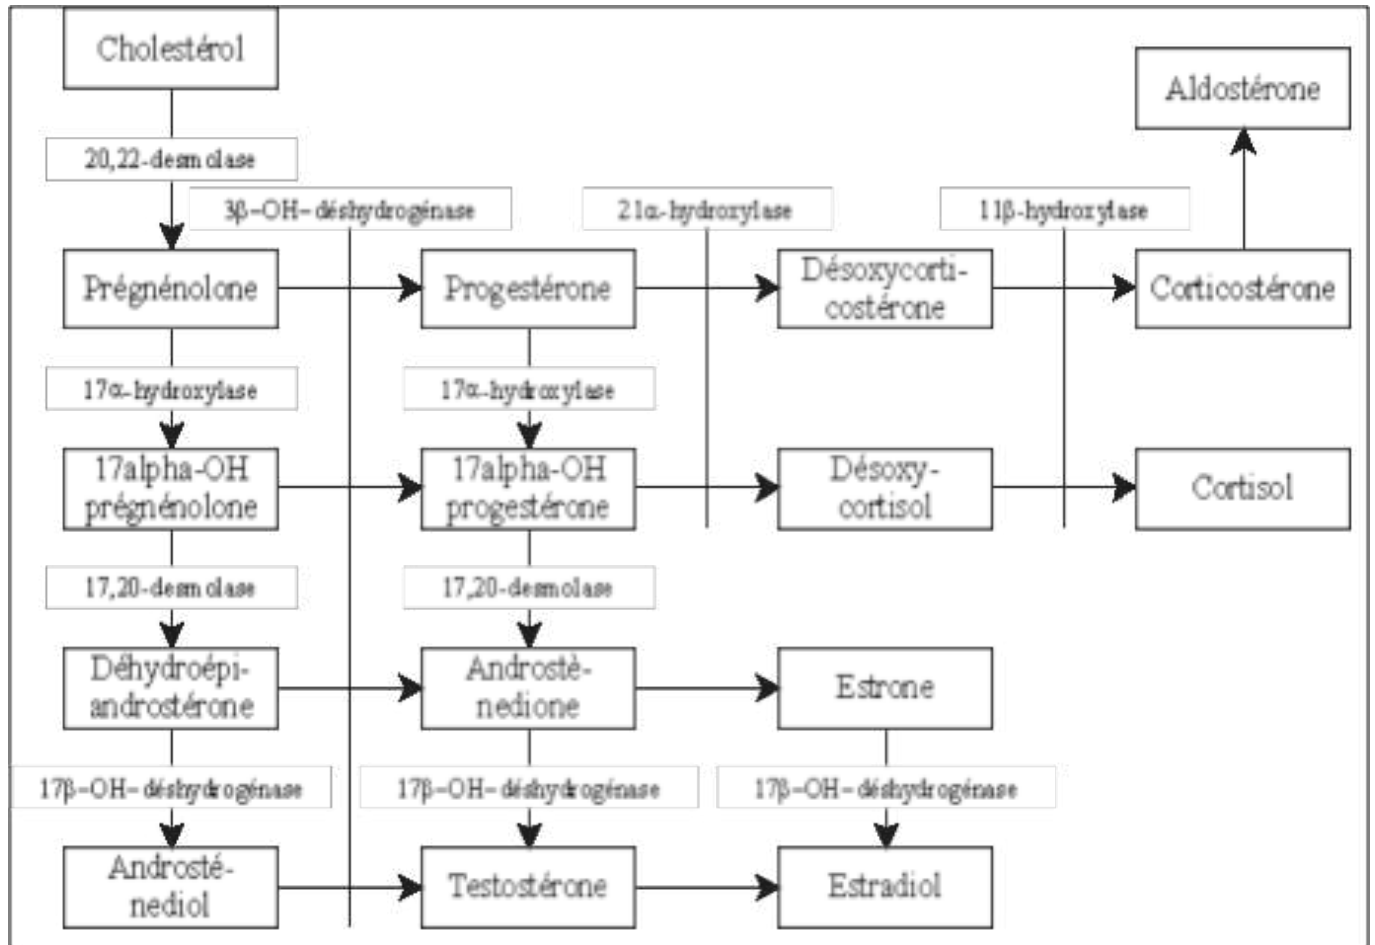 Cholestérol
Aldostérone
20,22-desmolase
3β-OH-déshydrogénase
21α-hydroxylase
11β-hydroxylase
Prégnénolone
Progestérone
Désoxycorti-
costérone
Corticostérone
17α-hydroxylase
17α-hydroxylase
17alpha-OH
prégnénolone
17alpha-OH
progestérone
Désoxy-
cortisol
Cortisol
17,20-desmolase
17,20-desmolase
Déhydroépi-
androstérone
Androstè-
nedione
Estrone
17β-OH-déshydrogénase
17β-OH-déshydrogénase
17β-OH-déshydrogénase
Androsté-
nediol
Testostérone
Estradiol